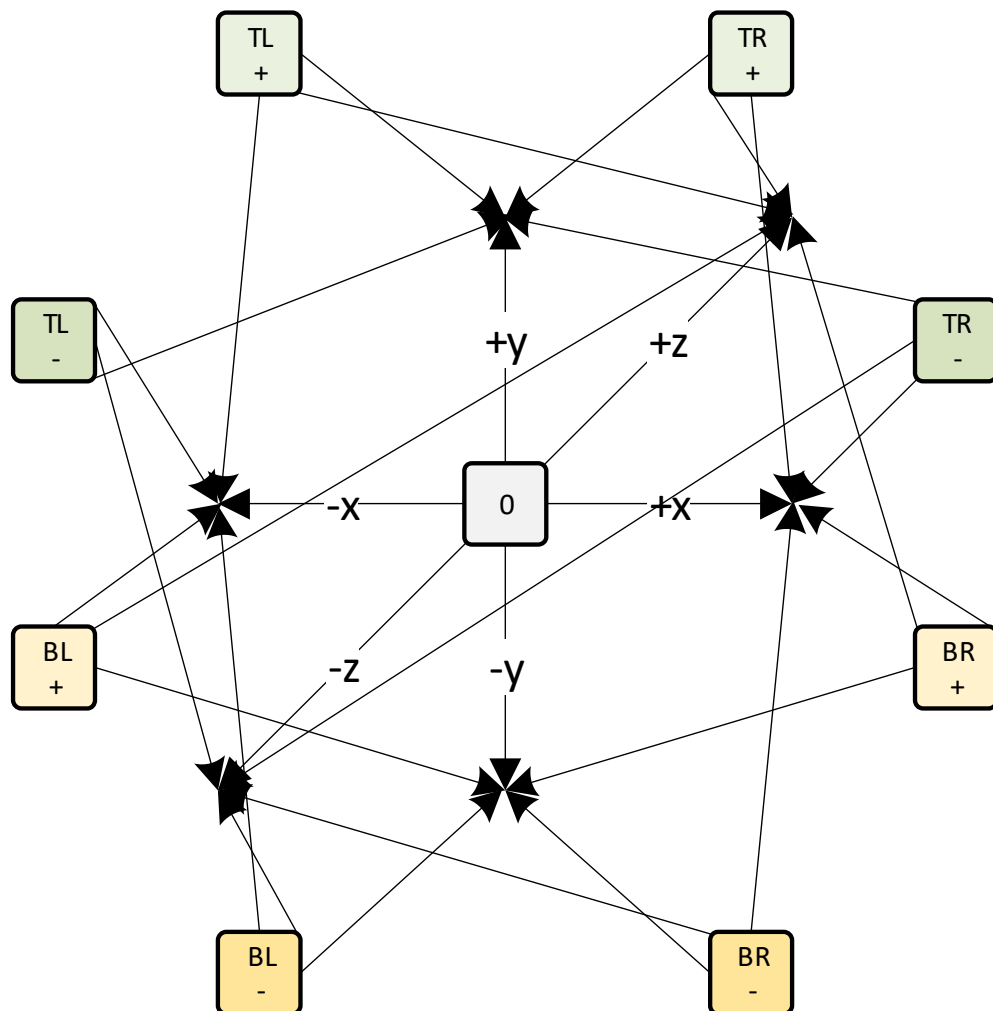 TL
+
TR
+
TL
-
+y
+z
TR
-
-x
0
+x
BL
+
-z
-y
BR
+
BL
-
BR
-